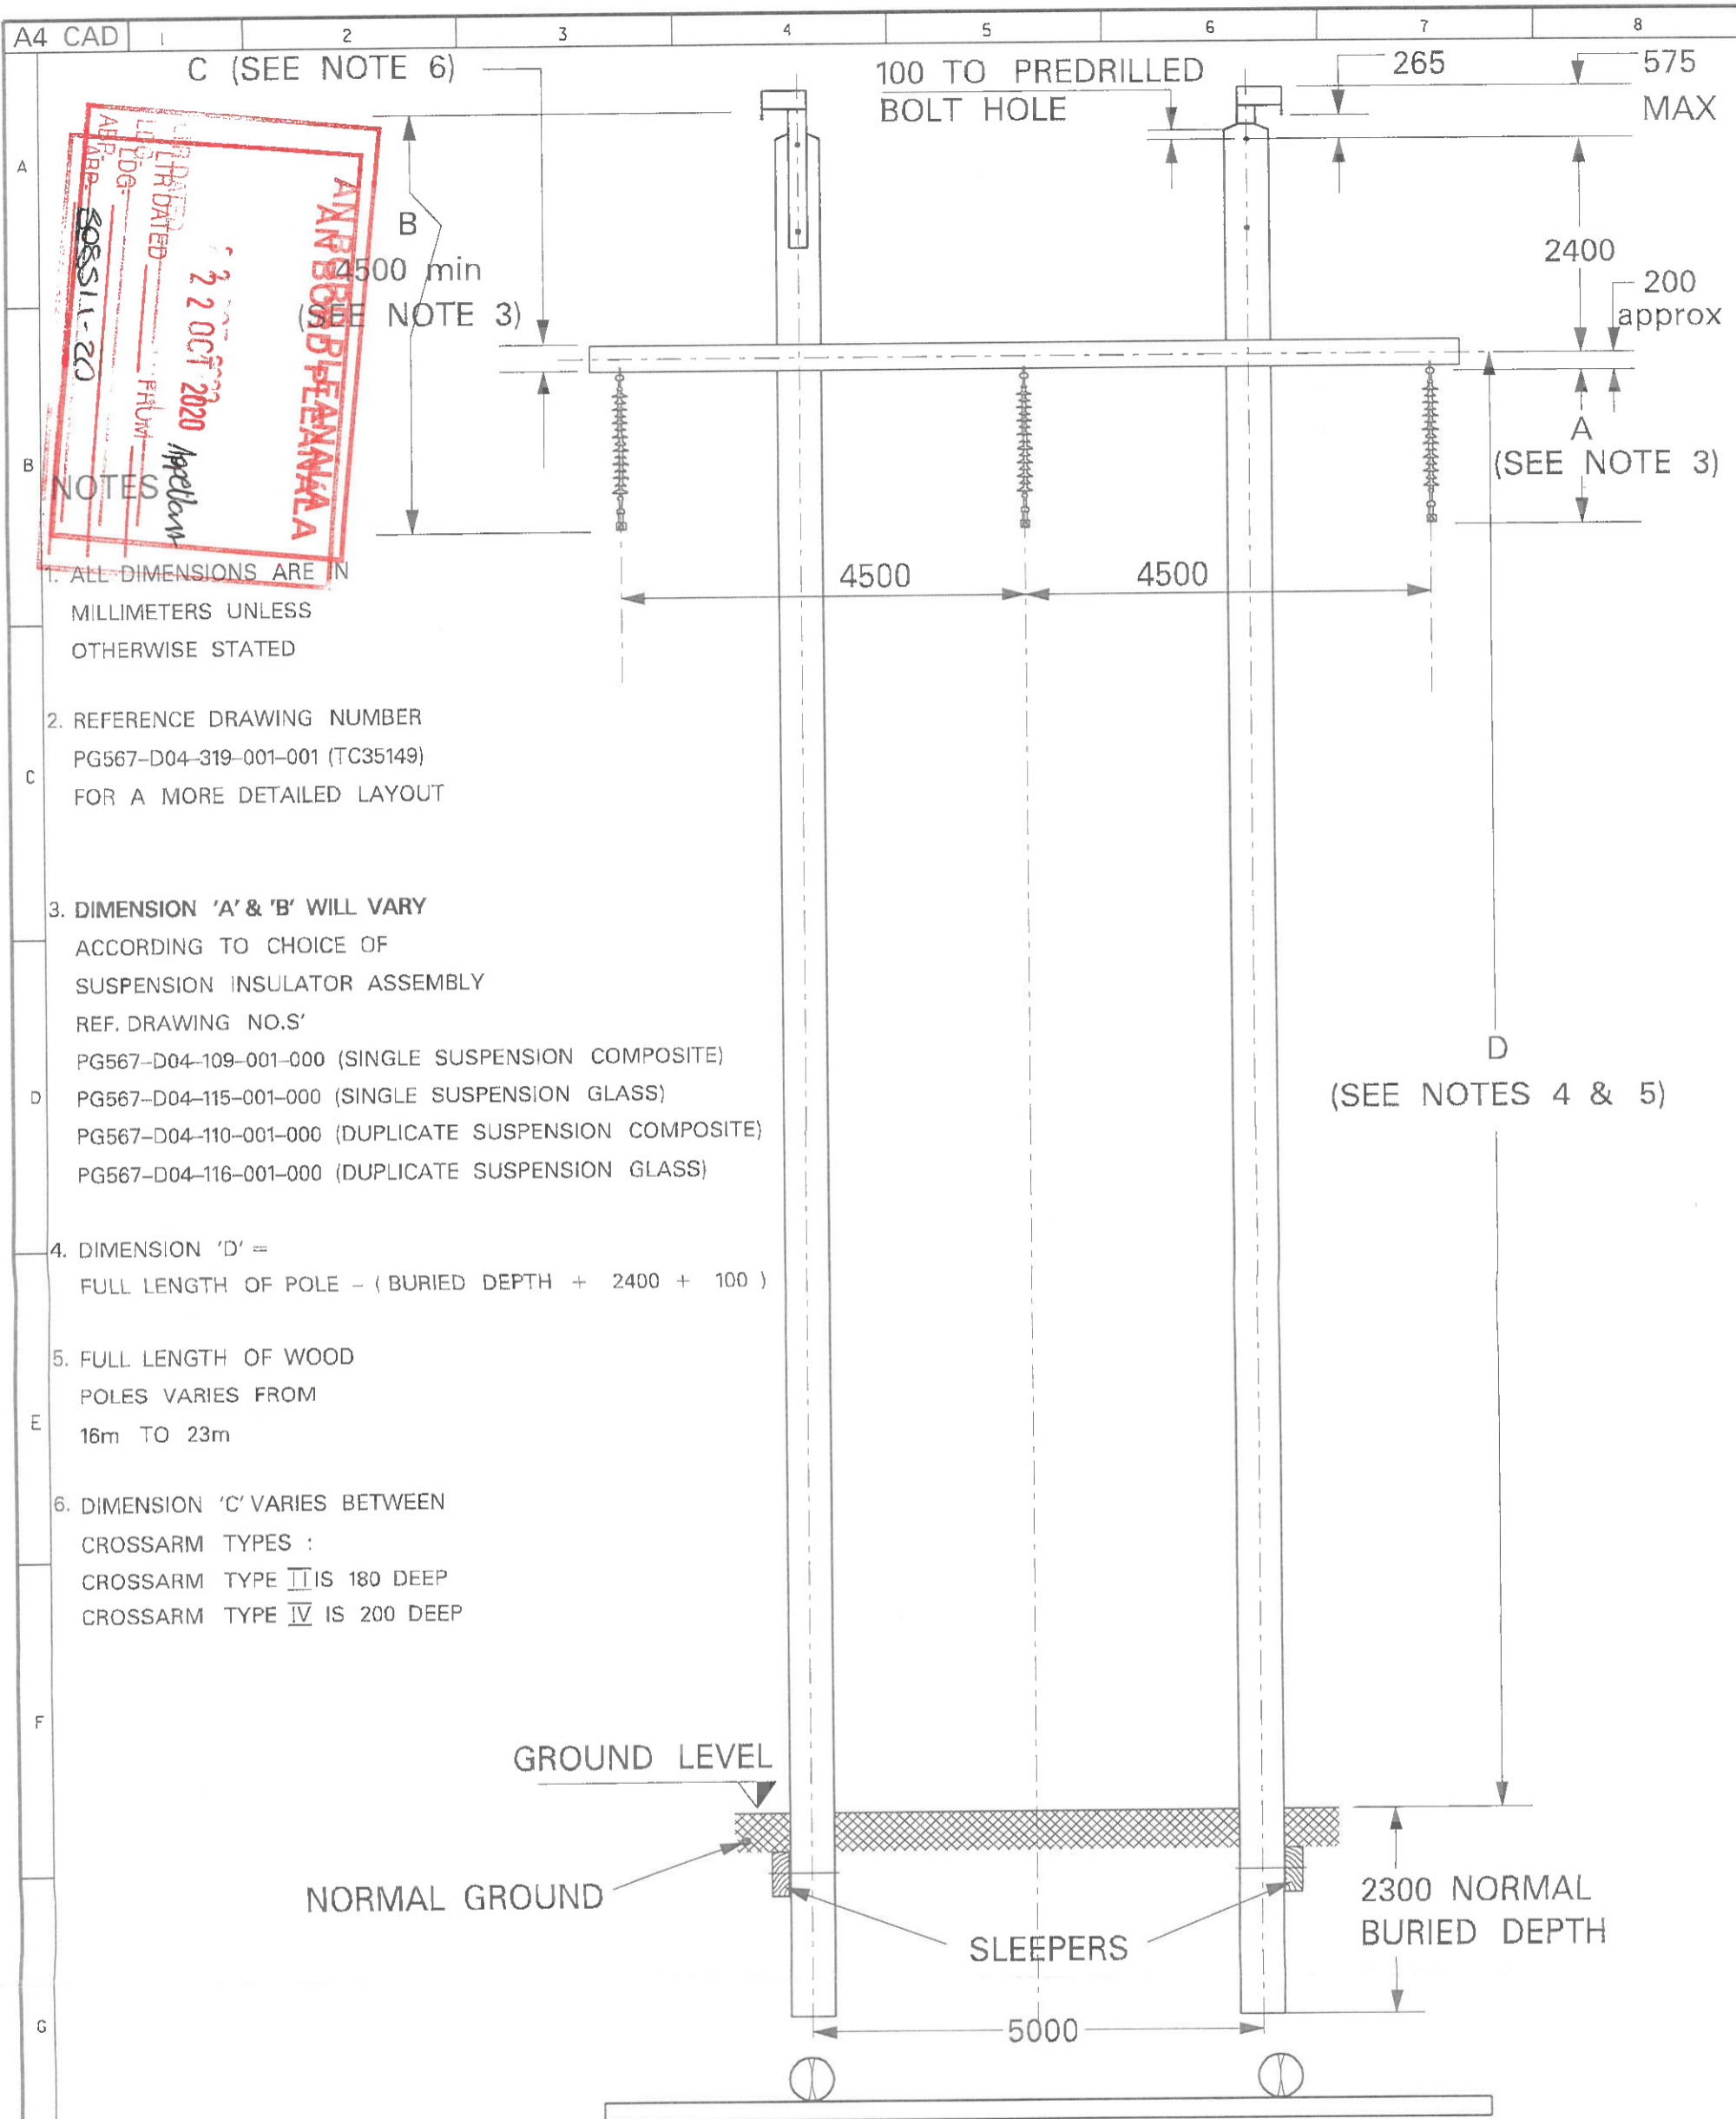 A4 CAD 1 2 3 4 5 6 7 8
C (SEE NOTE 6)
100 TO PREDRILLED
BOLT HOLE
265
575
MAX
A
B
4500 min
(SEE NOTE 3)
2400
200
approx
AN BORD PLEANALA
22 OCT 2020
LTR DATED
FROM
LDG-
ABP-
B
A
(SEE NOTE 3)
4500
4500
NOTES
1. ALL DIMENSIONS ARE IN
MILLIMETERS UNLESS
OTHERWISE STATED
2. REFERENCE DRAWING NUMBER
PG567-D04-319-001-001 (TC35149)
FOR A MORE DETAILED LAYOUT
C
3. DIMENSION 'A' & 'B' WILL VARY
ACCORDING TO CHOICE OF
SUSPENSION INSULATOR ASSEMBLY
REF. DRAWING NO.S'
PG567-D04-109-001-000 (SINGLE SUSPENSION COMPOSITE)
PG567-D04-115-001-000 (SINGLE SUSPENSION GLASS)
PG567-D04-110-001-000 (DUPLICATE SUSPENSION COMPOSITE)
PG567-D04-116-001-000 (DUPLICATE SUSPENSION GLASS)
D
D
(SEE NOTES 4 & 5)
4. DIMENSION 'D' =
FULL LENGTH OF POLE - ( BURIED DEPTH + 2400 + 100 )
5. FULL LENGTH OF WOOD
POLES VARIES FROM
16m TO 23m
E
6. DIMENSION 'C' VARIES BETWEEN
CROSSARM TYPES :
CROSSARM TYPE II IS 180 DEEP
CROSSARM TYPE IV IS 200 DEEP
F
GROUND LEVEL
NORMAL GROUND
SLEEPERS
2300 NORMAL
BURIED DEPTH
G
5000